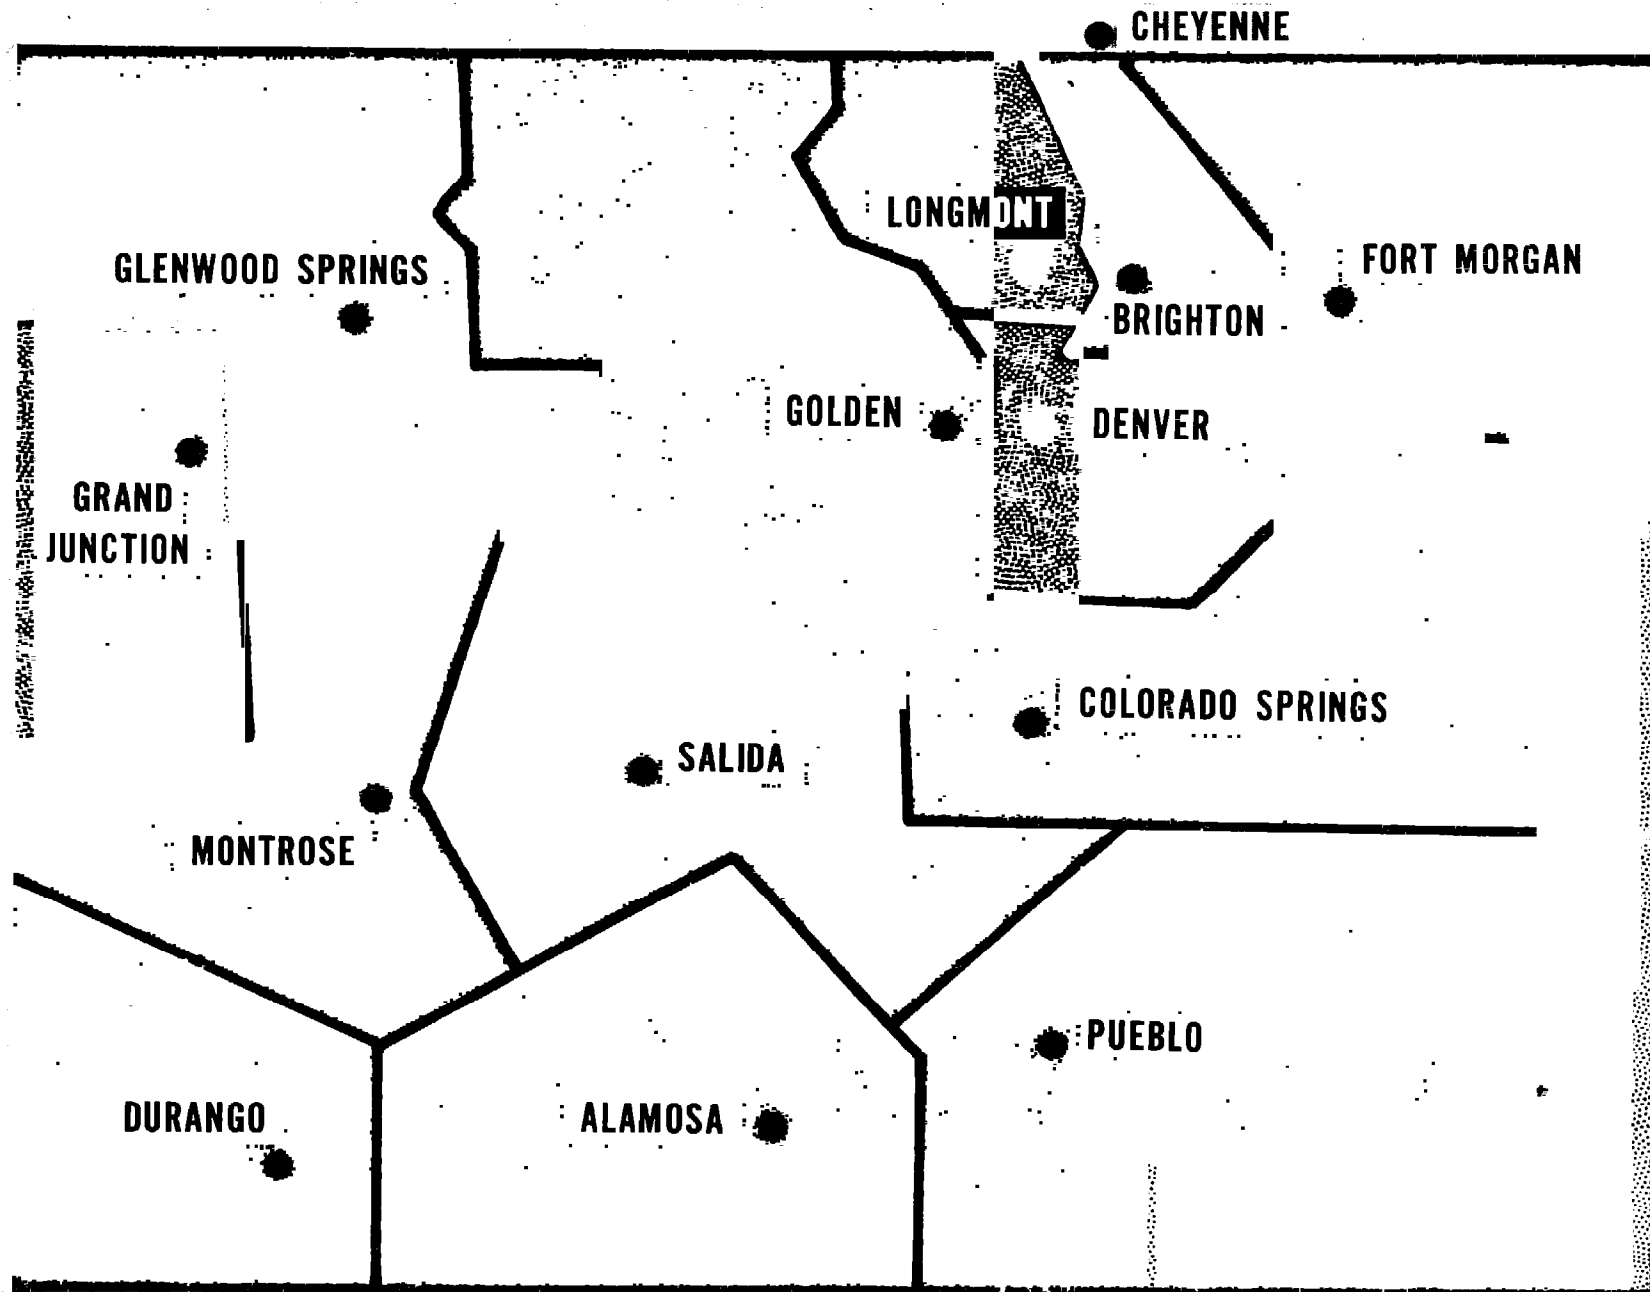 CHEYENNE
LONGMONT
GLENWOOD SPRINGS
FORT MORGAN
BRIGHTON
GOLDEN
DENVER
GRAND
JUNCTION
COLORADO SPRINGS
SALIDA
MONTROSE
PUEBLO
DURANGO
ALAMOSA